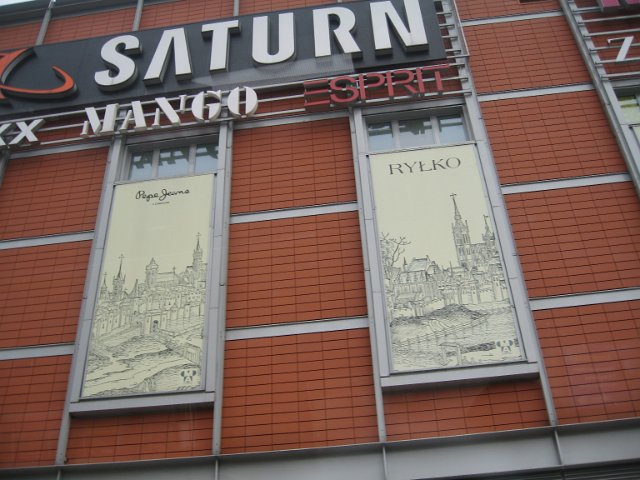 SATURN
MANGO ESPRIT
Pepe Jeans
RYŁKO